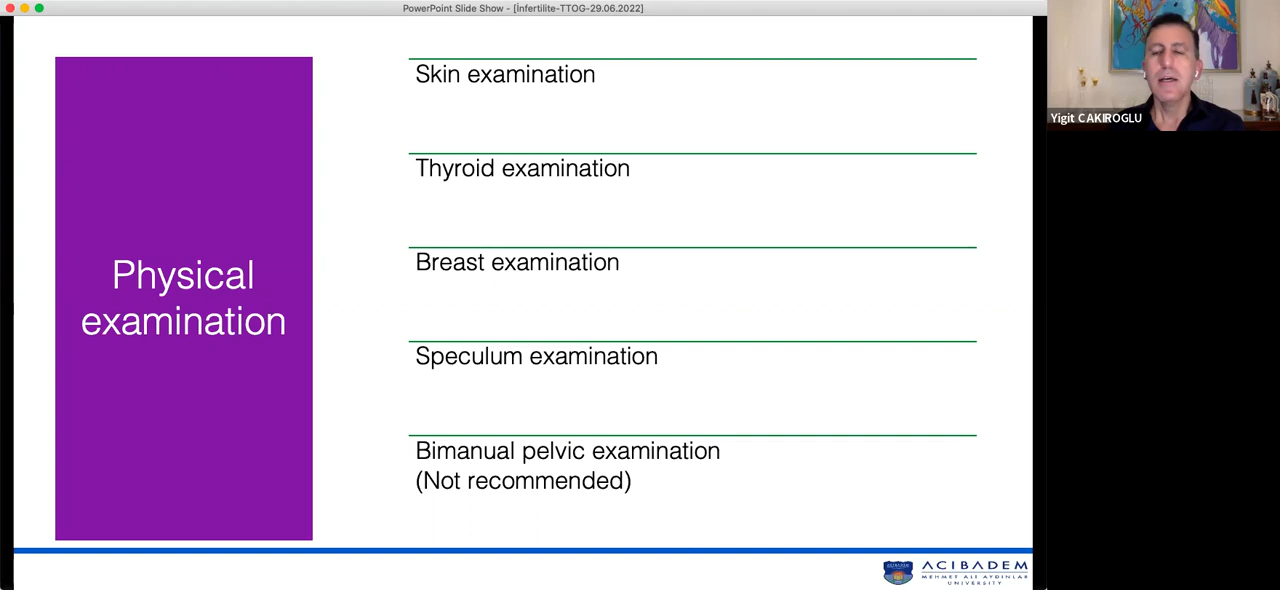 PowerPoint Slide Show - [İnfertilite-TTOG-29.06.2022]
Physical
examination
Skin examination
Thyroid examination
Breast examination
Speculum examination
Bimanual pelvic examination
(Not recommended)
Yigit CAKIROGLU
ACIBADEM
MEHMET ALİ AYDINLAR
UNIVERSITY